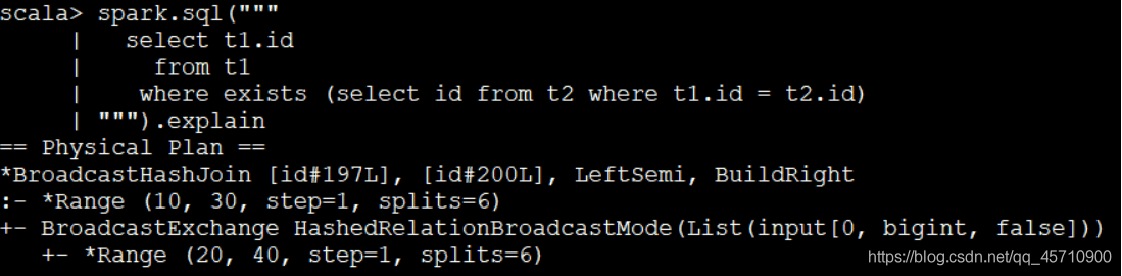 scala> spark.sql("""
     |   select t1.id
     |     from t1
     |    where exists (select id from t2 where t1.id = t2.id)
     | """).explain
== Physical Plan ==
*BroadcastHashJoin [id#197L], [id#200L], LeftSemi, BuildRight
:- *Range (10, 30, step=1, splits=6)
+- BroadcastExchange HashedRelationBroadcastMode(List(input[0, bigint, false]))
   +- *Range (20, 40, step=1, splits=6)
https://blog.csdn.net/qq_45710900